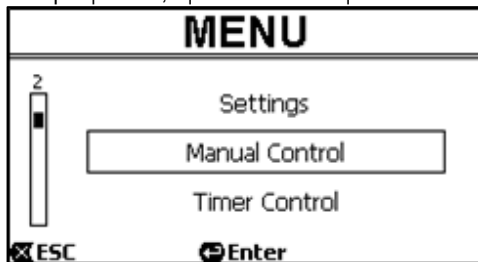 MENU
2
Settings
Manual Control
Timer Control
ESC Enter